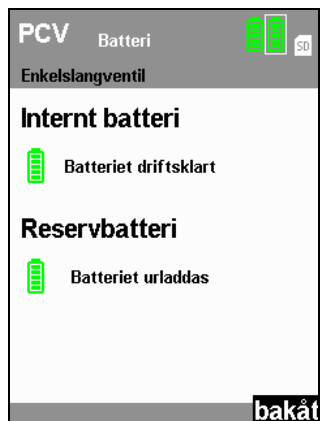 PCV Batteri
SD
Enkelslangventil
Internt batteri
Batteriet driftsklart
Reservbatteri
Batteriet urladdas
bakåt